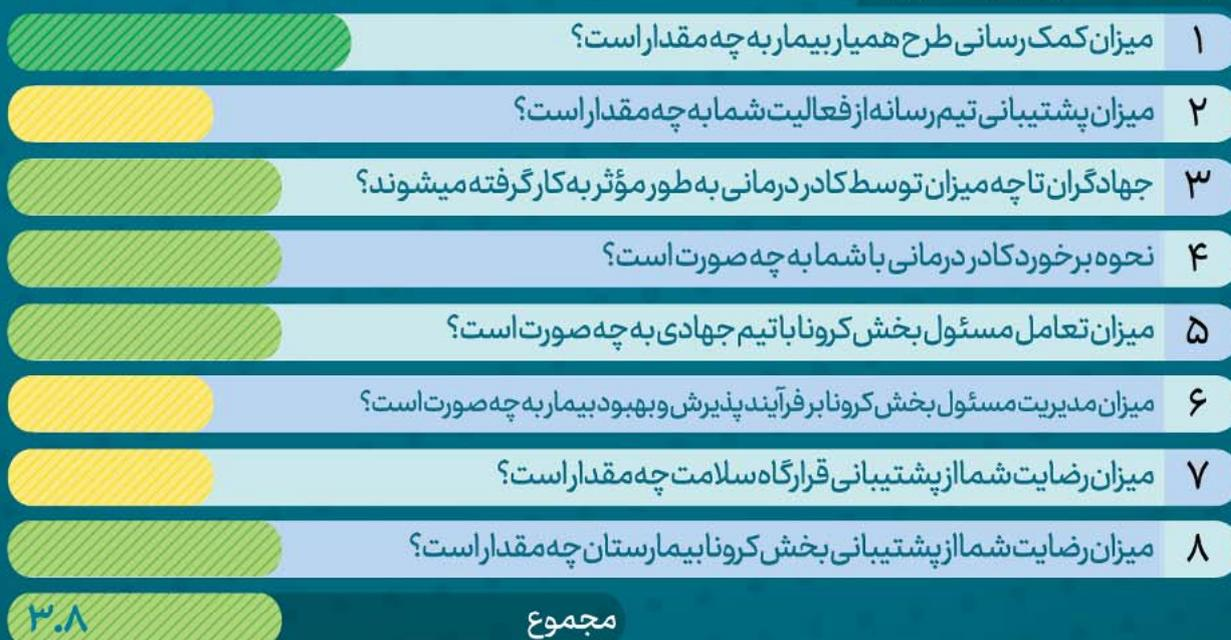 ۱ میزان کمک رسانی طرح همیار بیمار به چه مقدار است؟
۲ میزان پشتیبانی تیم رسانه از فعالیت شما به چه مقدار است؟
۳ جهادگران تا چه میزان توسط کادر درمانی به طور مؤثر به کار گرفته میشوند؟
۴ نحوه برخورد کادر درمانی با شما به چه صورت است؟
۵ میزان تعامل مسئول بخش کرونا با تیم جهادی به چه صورت است؟
۶ میزان مدیریت مسئول بخش کرونا بر فرآیند پذیرش و بهبود بیمار به چه صورت است؟
۷ میزان رضایت شما از پشتیبانی قرارگاه سلامت چه مقدار است؟
۸ میزان رضایت شما از پشتیبانی بخش کرونا بیمارستان چه مقدار است؟
مجموع ۳.۸